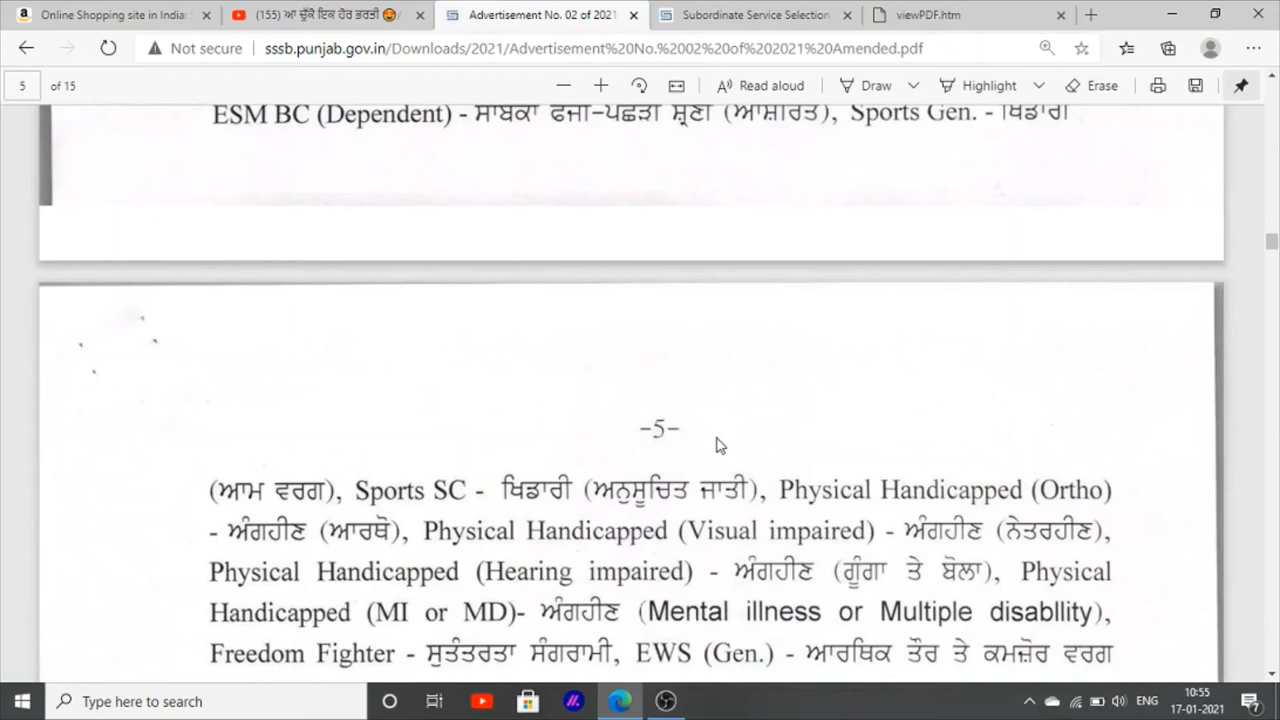 Online Shopping site in India:
(155) ਆ ਚੁੱਕੋ ਇਕ ਹੋਰ ਭਰਤੀ
Advertisement No. 02 of 2021
Subordinate Service Selection
viewPDF.htm
Not secure
sssb.punjab.gov.in/Downloads/2021/Advertisement%20No.%2002%20of%202021%20Amended.pdf
5 of 15
Read aloud
Draw
Highlight
Erase
ESM BC (Dependent) - ਸਾਬਕਾ ਫੌਜੀ-ਪਛੜੀ ਸ਼੍ਰੇਣੀ (ਆਸ਼ਰਿਤ), Sports Gen. - ਖਿਡਾਰੀ
-5-
(ਆਮ ਵਰਗ), Sports SC - ਖਿਡਾਰੀ (ਅਨੁਸੂਚਿਤ ਜਾਤੀ), Physical Handicapped (Ortho)
- ਅੰਗਹੀਣ (ਆਰਥੋ), Physical Handicapped (Visual impaired) - ਅੰਗਹੀਣ (ਨੇਤਰਹੀਣ),
Physical Handicapped (Hearing impaired) - ਅੰਗਹੀਣ (ਗੂੰਗਾ ਤੇ ਬੋਲਾ), Physical
Handicapped (MI or MD)- ਅੰਗਹੀਣ (Mental illness or Multiple disabllity),
Freedom Fighter - ਸੁਤੰਤਰਤਾ ਸੰਗਰਾਮੀ, EWS (Gen.) - ਆਰਥਿਕ ਤੌਰ ਤੇ ਕਮਜ਼ੋਰ ਵਰਗ
Type here to search
ENG
10:55
17-01-2021
7